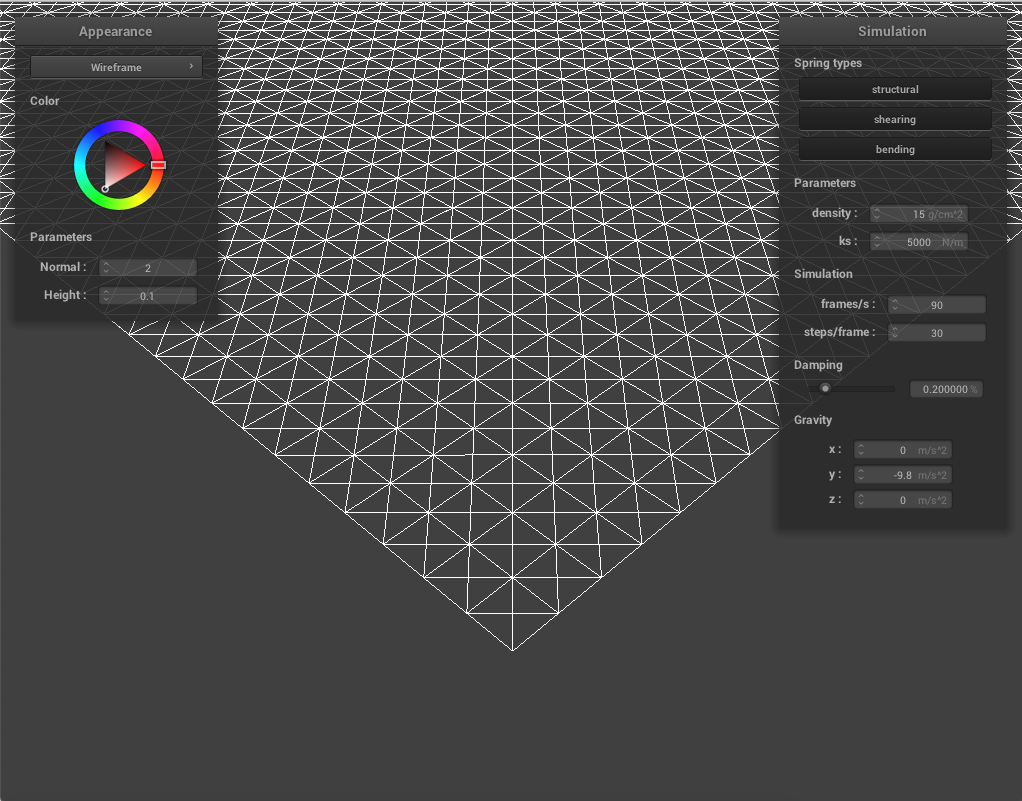 Appearance
Wireframe
Color
Parameters
Normal : 2
Height : 0.1
Simulation
Spring types
structural
shearing
bending
Parameters
density : 15 g/cm^2
ks : 5000 N/m
Simulation
frames/s : 90
steps/frame : 30
Damping
0.200000 %
Gravity
x : 0 m/s^2
y : -9.8 m/s^2
z : 0 m/s^2